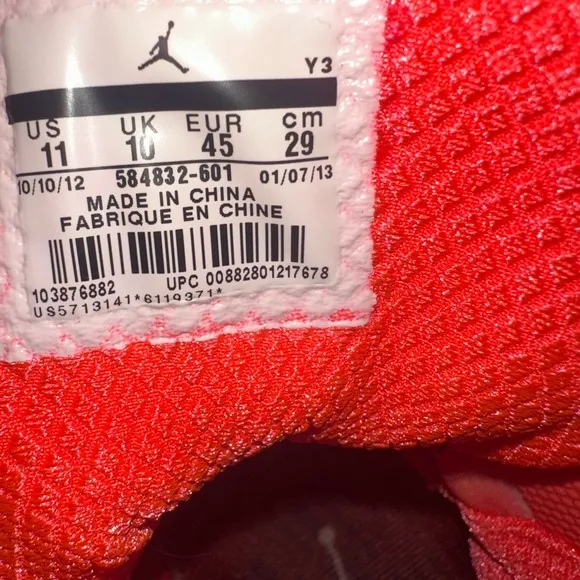 Y3
US UK EUR cm
11 10 45 29
10/10/12 584832-601 01/07/13
MADE IN CHINA
FABRIQUE EN CHINE
103876882 UPC 00882801217678
US5713141*6119371*